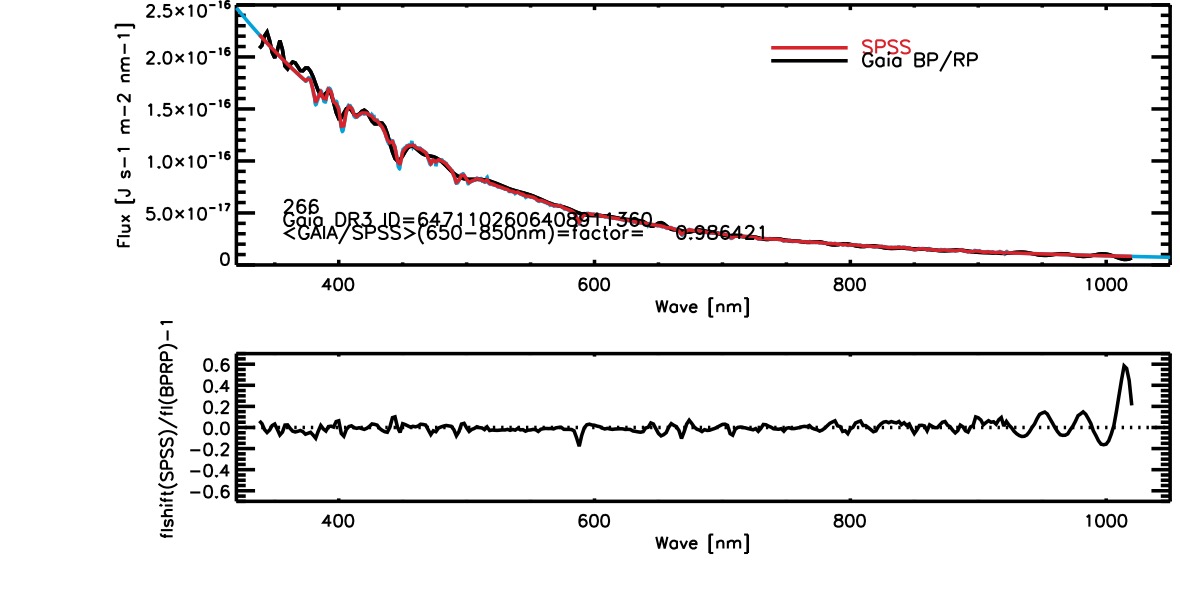 2.5×10−16
2.0×10−16
1.5×10−16
1.0×10−16
5.0×10−17
0
Flux [J s−1 m−2 nm−1]
SPSS
Gaia BP/RP
266
Gaia DR3 ID=6471102606408911360
<GAIA/SPSS>(650−850nm)=factor= 0.986421
400 600 800 1000
Wave [nm]
flshift(SPSS)/fl(BPRP)−1
0.6
0.4
0.2
0.0
−0.2
−0.4
−0.6
400 600 800 1000
Wave [nm]